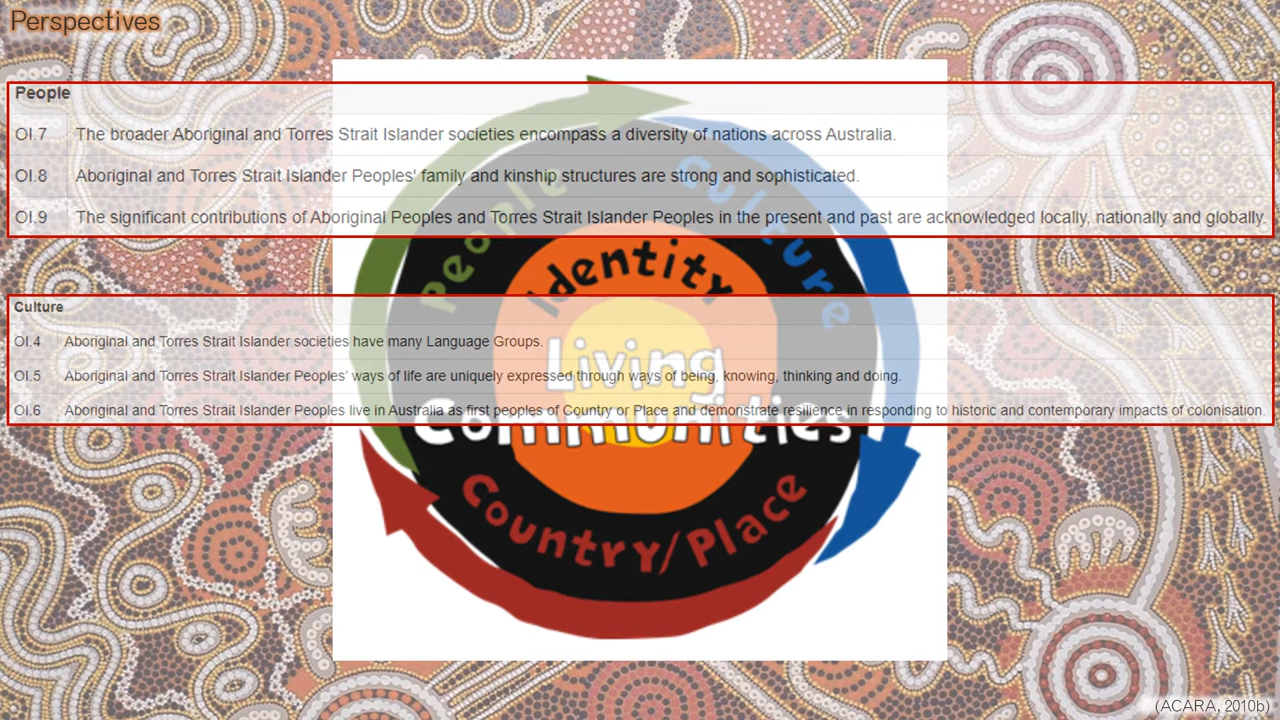 Perspectives
People
OI.7 The broader Aboriginal and Torres Strait Islander societies encompass a diversity of nations across Australia.
OI.8 Aboriginal and Torres Strait Islander Peoples' family and kinship structures are strong and sophisticated.
OI.9 The significant contributions of Aboriginal Peoples and Torres Strait Islander Peoples in the present and past are acknowledged locally, nationally and globally.
People
Culture
Identity
Culture
OI.4 Aboriginal and Torres Strait Islander societies have many Language Groups.
OI.5 Aboriginal and Torres Strait Islander Peoples' ways of life are uniquely expressed through ways of being, knowing, thinking and doing.
OI.6 Aboriginal and Torres Strait Islander Peoples live in Australia as first peoples of Country or Place and demonstrate resilience in responding to historic and contemporary impacts of colonisation.
Living
Communities
Country/Place
(ACARA, 2010b)